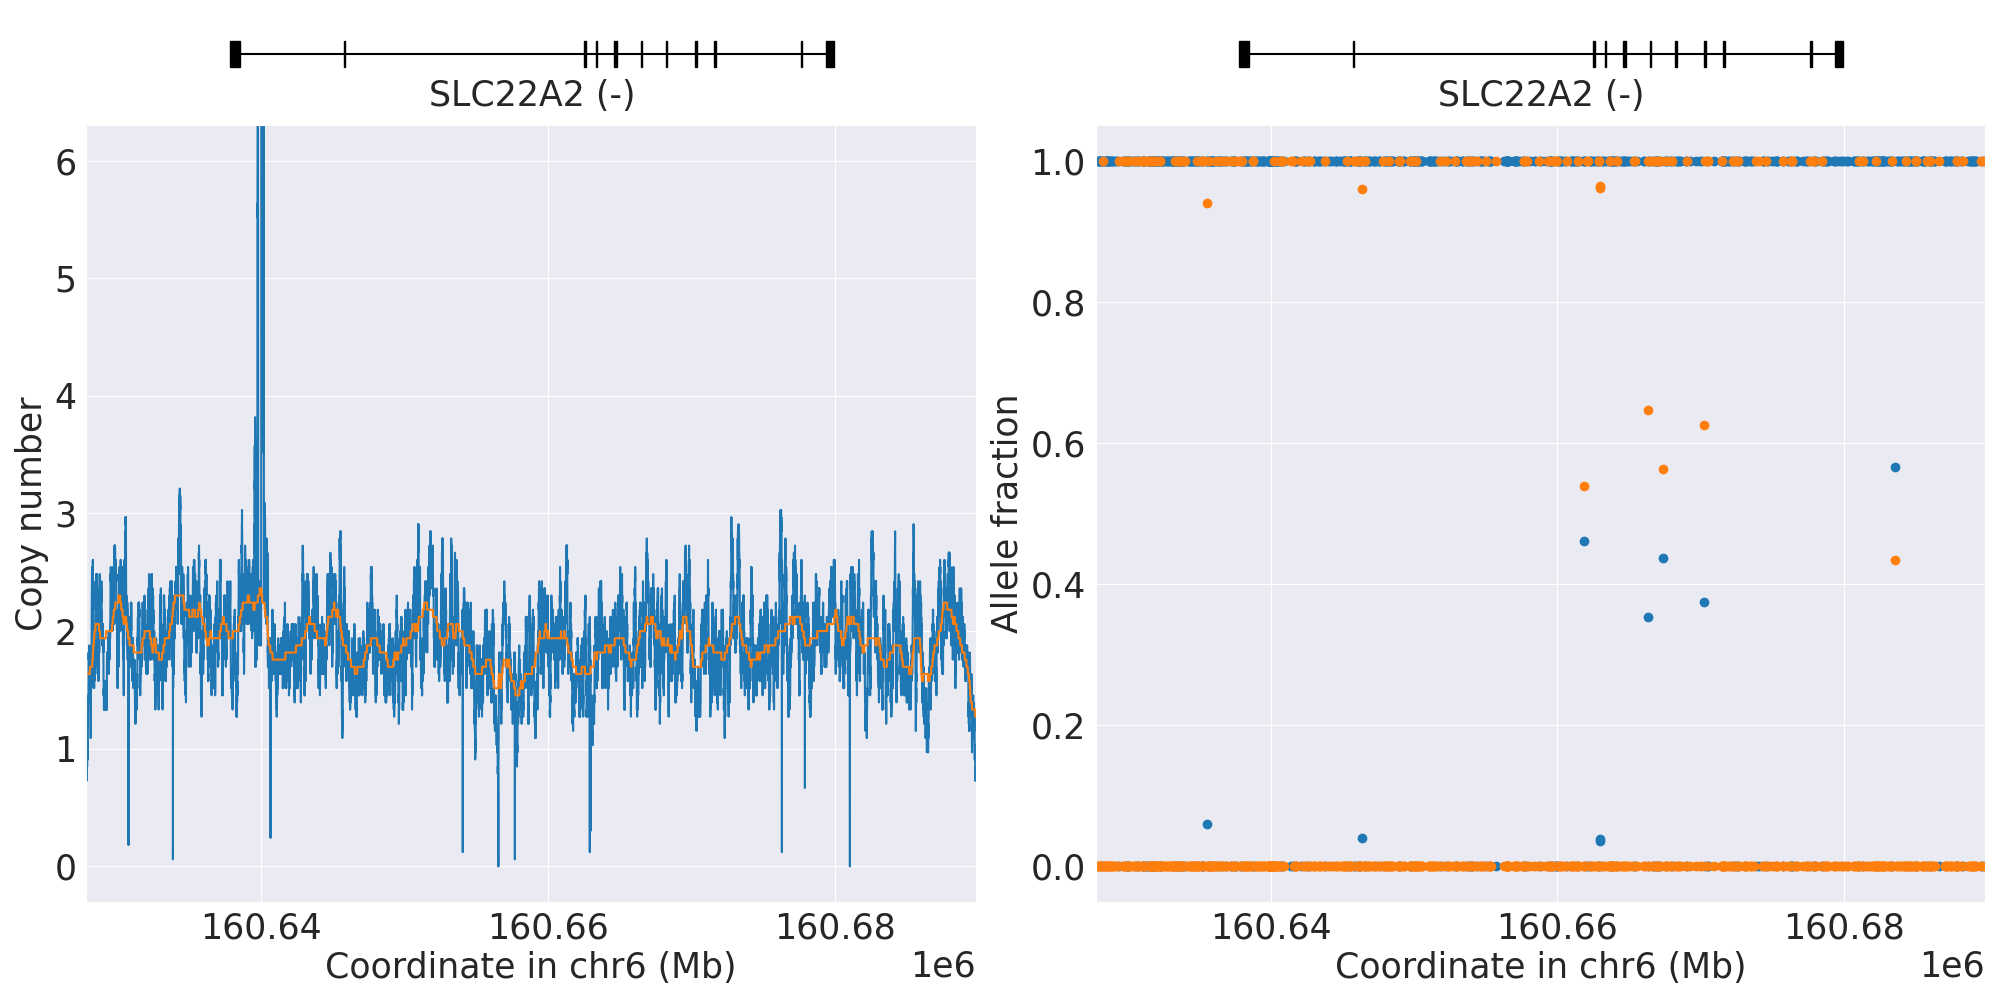 SLC22A2 (-)
Copy number
6
5
4
3
2
1
0
160.64 160.66 160.68
Coordinate in chr6 (Mb)
1e6
SLC22A2 (-)
Allele fraction
1.0
0.8
0.6
0.4
0.2
0.0
160.64 160.66 160.68
Coordinate in chr6 (Mb)
1e6